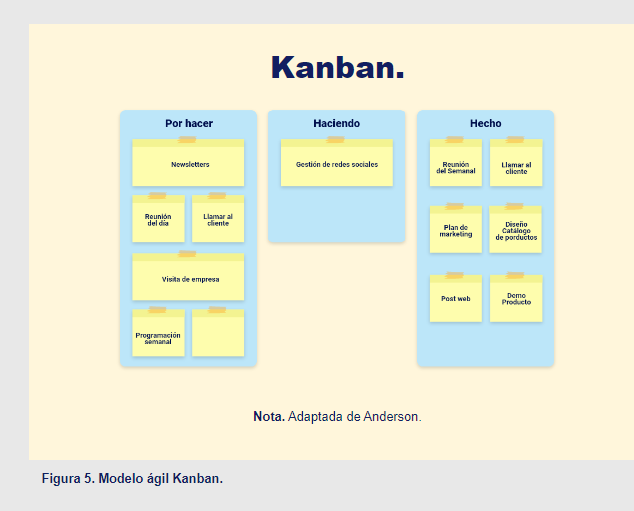 Kanban.
Por hacer
Newsletters
Reunión
del día
Llamar al
cliente
Visita de empresa
Programación
semanal
Haciendo
Gestión de redes sociales
Hecho
Reunión
del Semanal
Llamar al
cliente
Plan de
marketing
Diseño
Catálogo
de porductos
Post web
Demo
Producto
Nota. Adaptada de Anderson.
Figura 5. Modelo ágil Kanban.